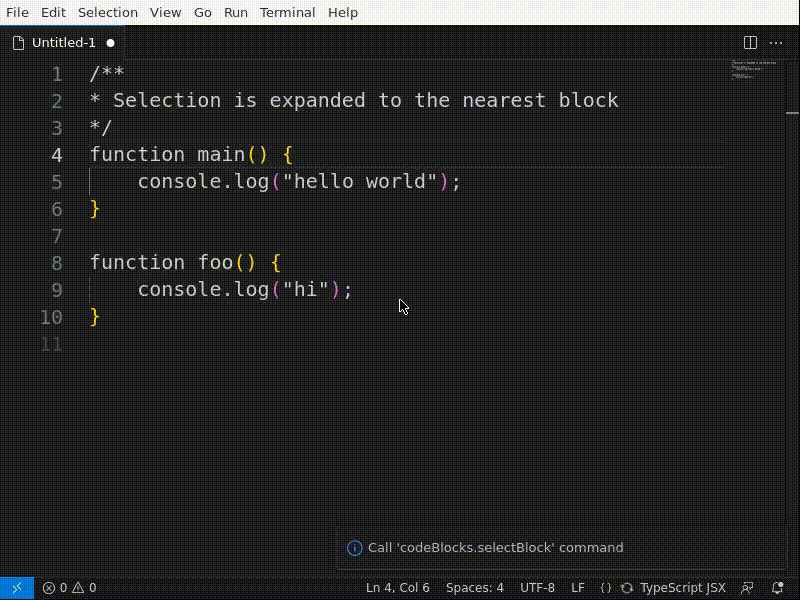 File Edit Selection View Go Run Terminal Help
Untitled-1
1 /**
2 * Selection is expanded to the nearest block
3 */
4 function main() {
5     console.log("hello world");
6 }
7
8 function foo() {
9     console.log("hi");
10 }
11
Call 'codeBlocks.selectBlock' command
0 0 Ln 4, Col 6 Spaces: 4 UTF-8 LF {} TypeScript JSX